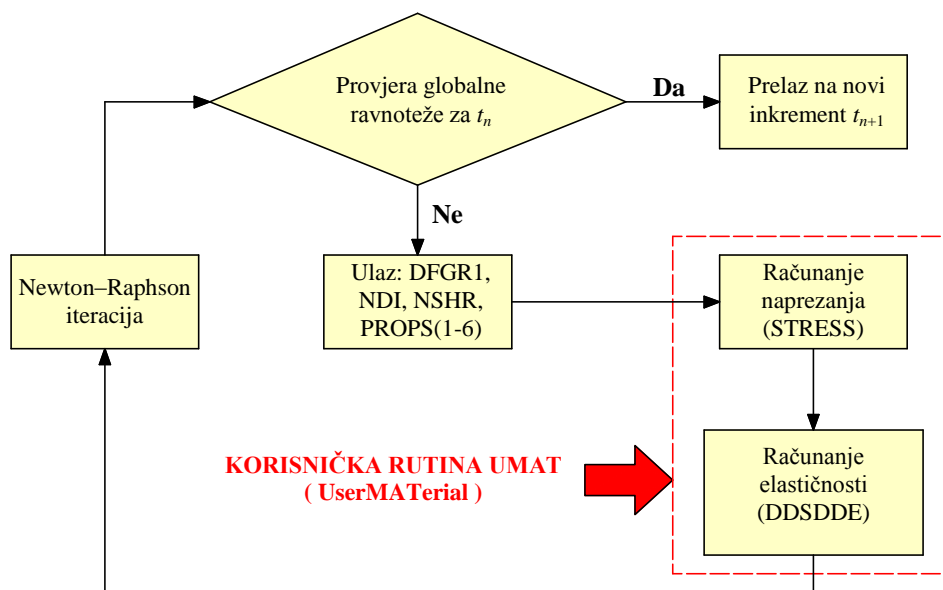 Provjera globalne
ravnoteže za tn
Da
Prelaz na novi
inkrement tn+1
Ne
Newton–Raphson
iteracija
Ulaz: DFGR1,
NDI, NSHR,
PROPS(1-6)
Računanje
naprezanja
(STRESS)
KORISNIČKA RUTINA UMAT
( UserMATerial )
Računanje
elastičnosti
(DDSDDE)